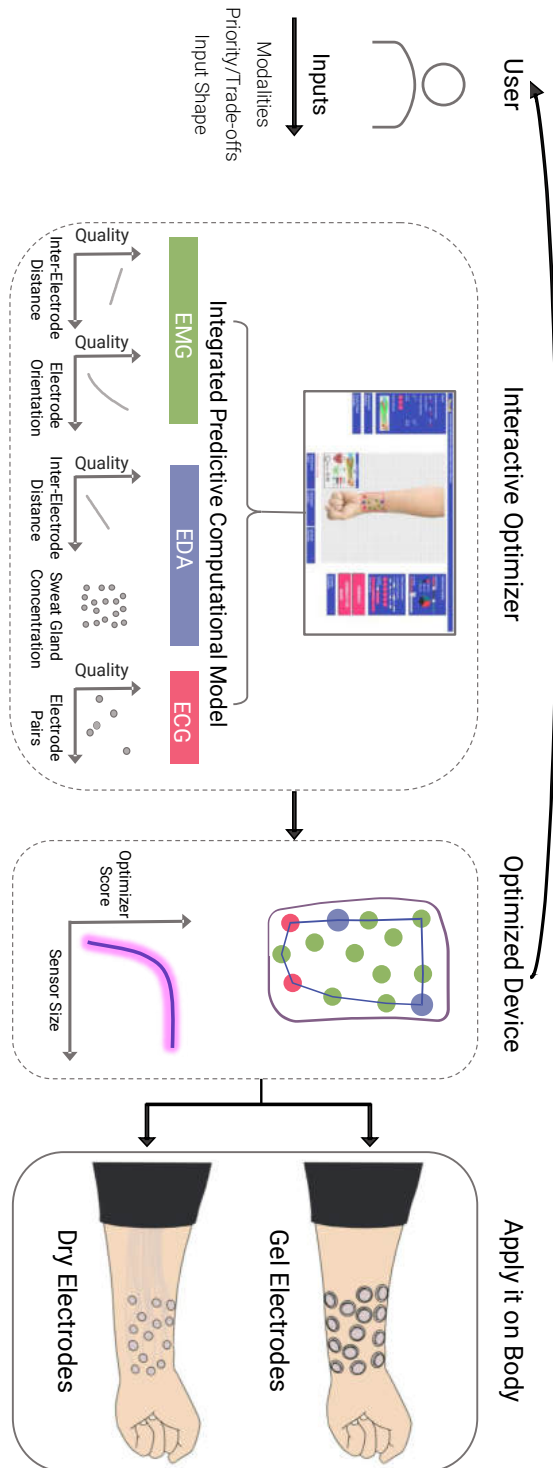 User
Inputs
Modalities
Priority/Trade-offs
Input Shape
Interactive Optimizer
Integrated Predictive Computational Model
EMG
EDA
ECG
Quality
Inter-Electrode
Distance
Quality
Electrode
Orientation
Quality
Inter-Electrode
Distance
Sweat Gland
Concentration
Quality
Electrode
Pairs
Optimized Device
Optimizer
Score
Sensor Size
Apply it on Body
Gel Electrodes
Dry Electrodes